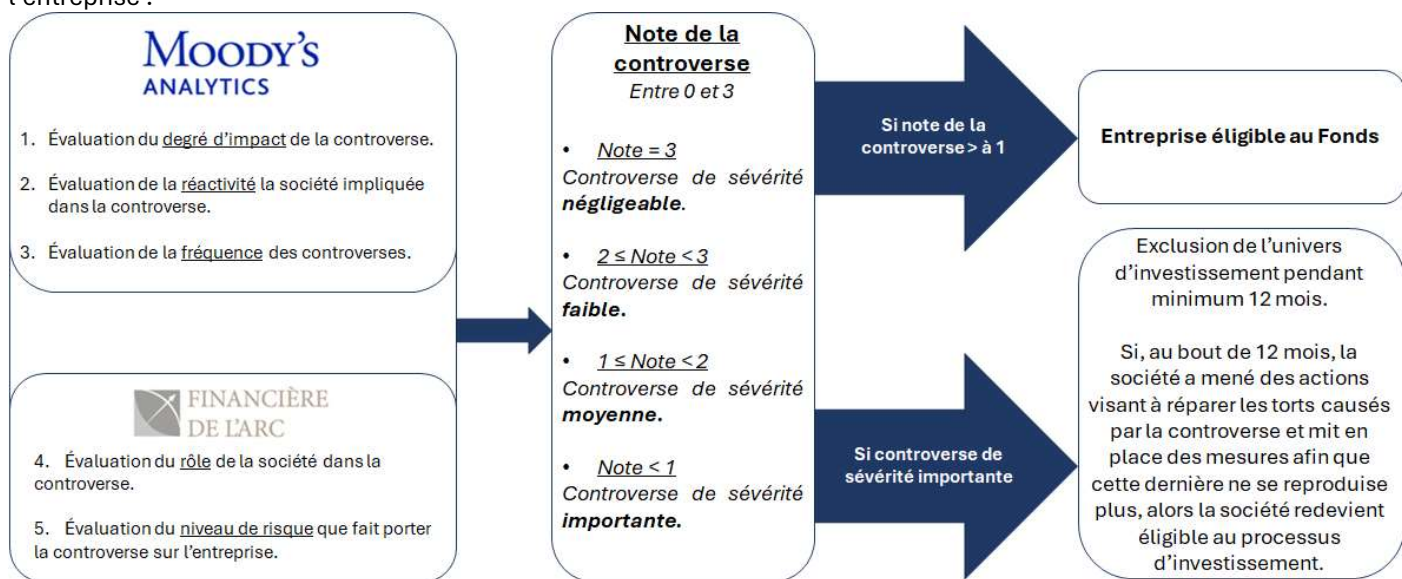 l'entreprise :
MOODY'S
ANALYTICS
1. Évaluation du degré d'impact de la controverse.
2. Évaluation de la réactivité la société impliquée
dans la controverse.
3. Évaluation de la fréquence des controverses.
FINANCIÈRE
DE L'ARC
4. Évaluation du rôle de la société dans la
controverse.
5. Évaluation du niveau de risque que fait porter
la controverse sur l'entreprise.
Note de la
controverse
Entre 0 et 3
• Note = 3
Controverse de sévérité
négligeable.
• 2 ≤ Note < 3
Controverse de sévérité
faible.
• 1 ≤ Note < 2
Controverse de sévérité
moyenne.
• Note < 1
Controverse de sévérité
importante.
Si note de la
controverse > à 1
Entreprise éligible au Fonds
Si controverse de
sévérité importante
Exclusion de l'univers
d'investissement pendant
minimum 12 mois.
Si, au bout de 12 mois, la
société a mené des actions
visant à réparer les torts causés
par la controverse et mit en
place des mesures afin que
cette dernière ne se reproduise
plus, alors la société redevient
éligible au processus
d'investissement.